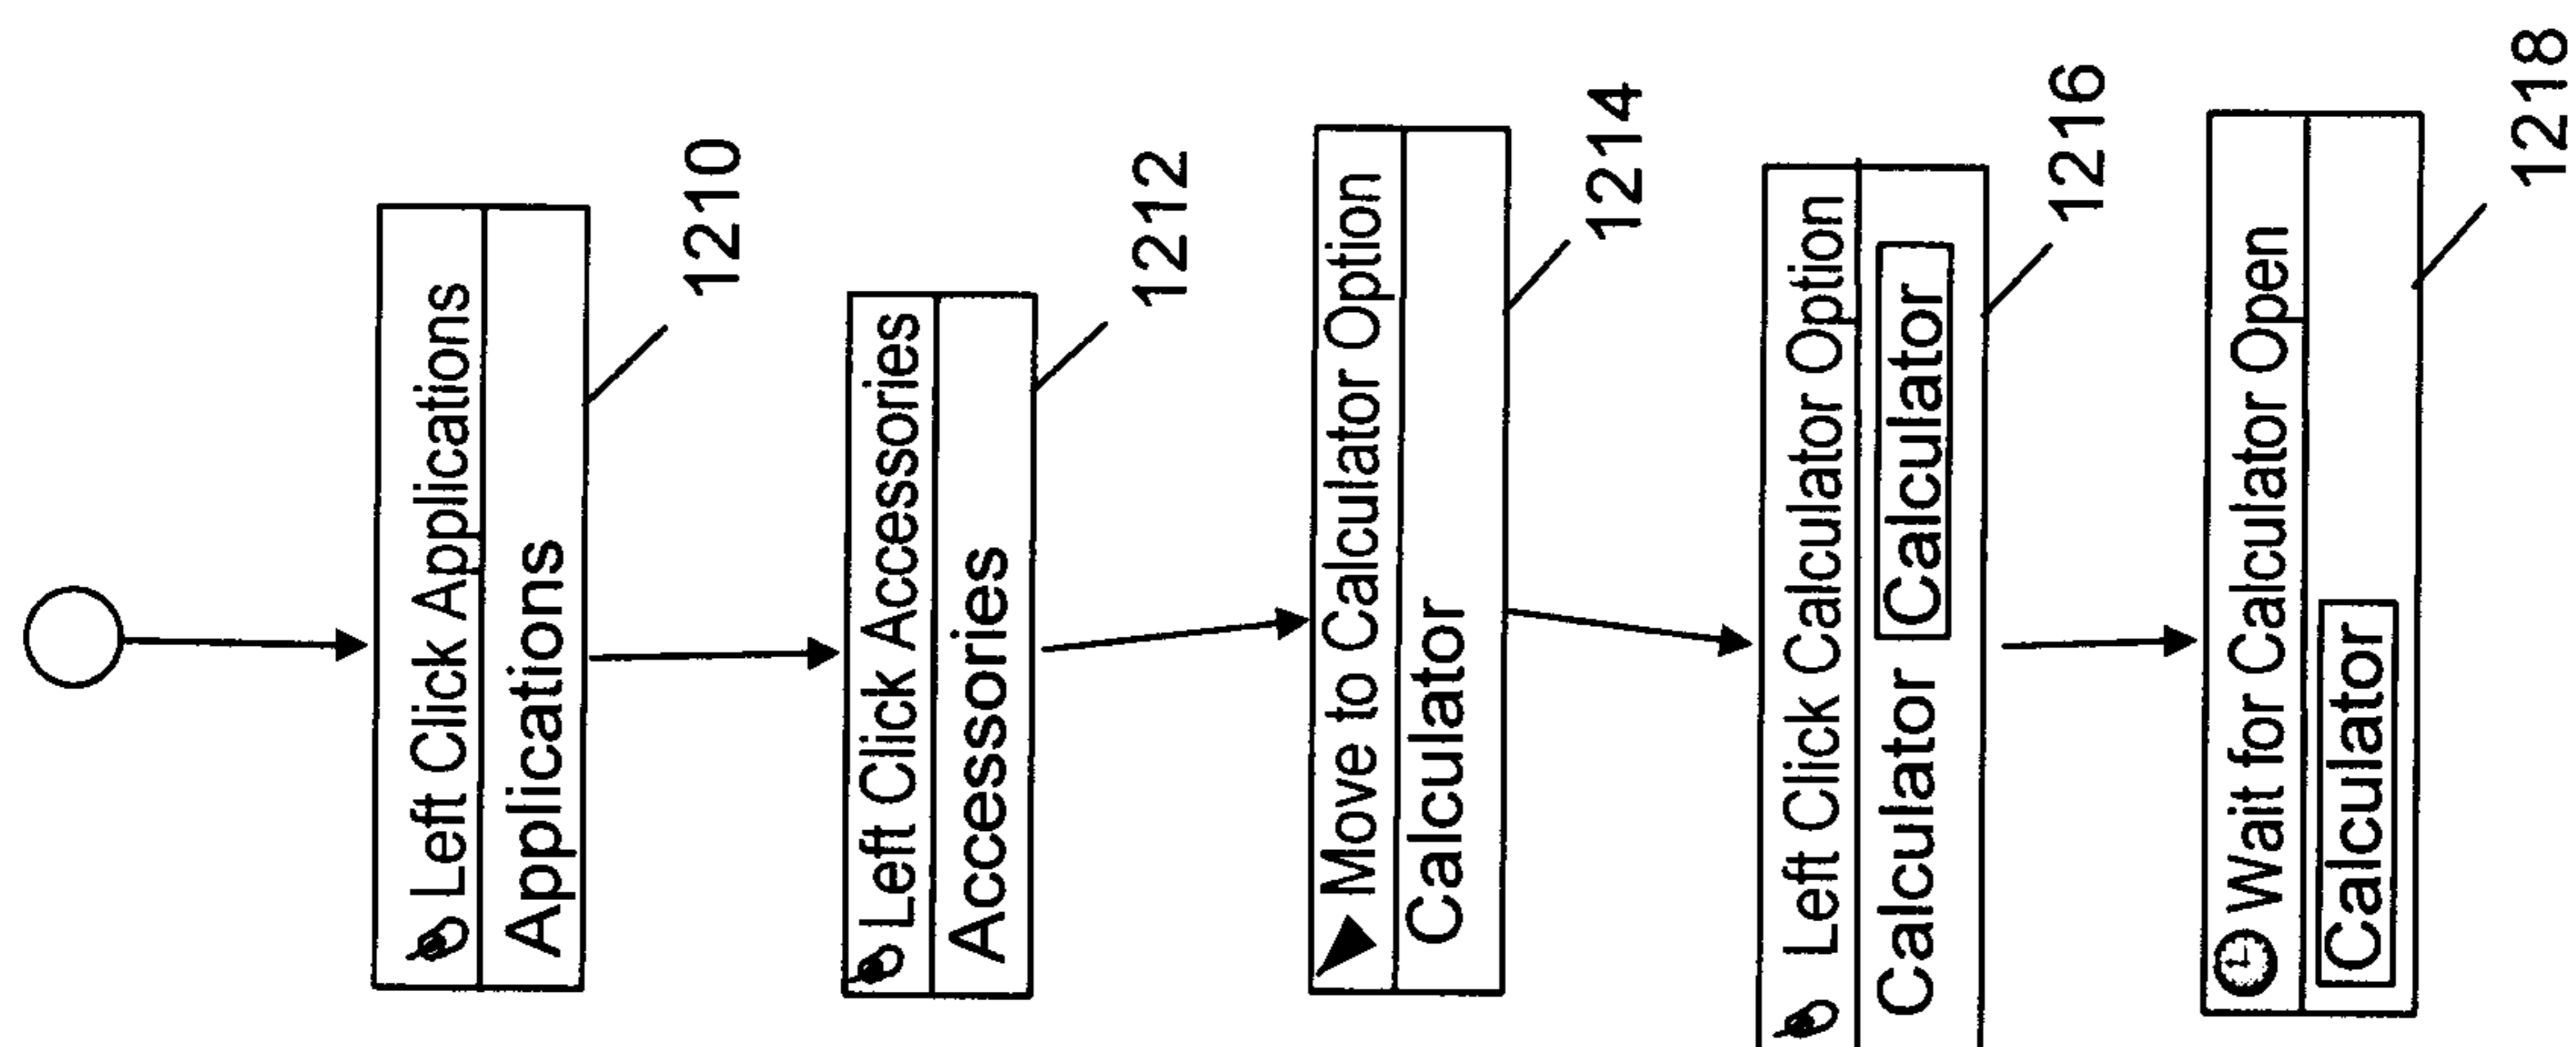 Left Click Applications
Applications
1210
Left Click Accessories
Accessories
1212
Move to Calculator Option
Calculator
1214
Left Click Calculator Option
Calculator Calculator
1216
Wait for Calculator Open
Calculator
1218